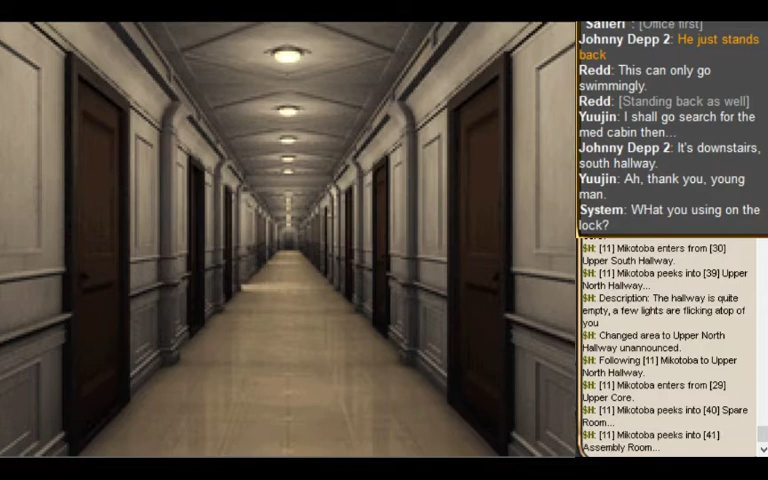 Salieri : [Office first]
Johnny Depp 2: He just stands
back
Redd: This can only go
swimmingly.
Redd: [Standing back as well]
Yuujin: I shall go search for the
med cabin then...
Johnny Depp 2: It's downstairs,
south hallway.
Yuujin: Ah, thank you, young
man.
System: WHat you using on the
lock?
$H: [11] Mikotoba enters from [30]
Upper South Hallway.
$H: [11] Mikotoba peeks into [39] Upper
North Hallway...
$H: Description: The hallway is quite
empty, a few lights are flicking atop of
you
$H: Changed area to Upper North
Hallway unannounced.
$H: Following [11] Mikotoba to Upper
North Hallway.
$H: [11] Mikotoba enters from [29]
Upper Core.
$H: [11] Mikotoba peeks into [40] Spare
Room...
$H: [11] Mikotoba peeks into [41]
Assembly Room...